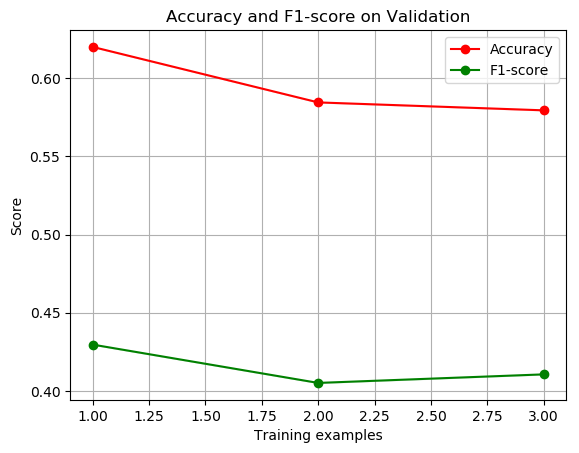 Accuracy and F1-score on Validation
Accuracy
F1-score
Score
0.60
0.55
0.50
0.45
0.40
1.00 1.25 1.50 1.75 2.00 2.25 2.50 2.75 3.00
Training examples